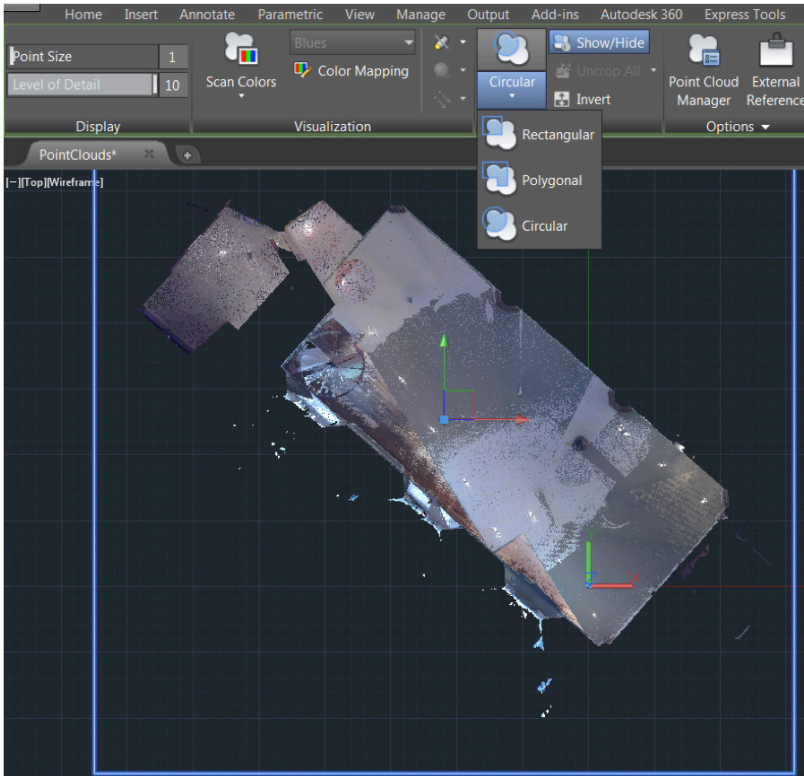 Home Insert Annotate Parametric View Manage Output Add-ins Autodesk 360 Express Tools
Point Size 1
Level of Detail 10
Display
Scan Colors
Blues
Color Mapping
Visualization
Circular
Show/Hide
Uncrop All
Invert
Rectangular
Polygonal
Circular
Point Cloud
Manager
External
Reference
Options
PointClouds*
[−][Top][Wireframe]
X